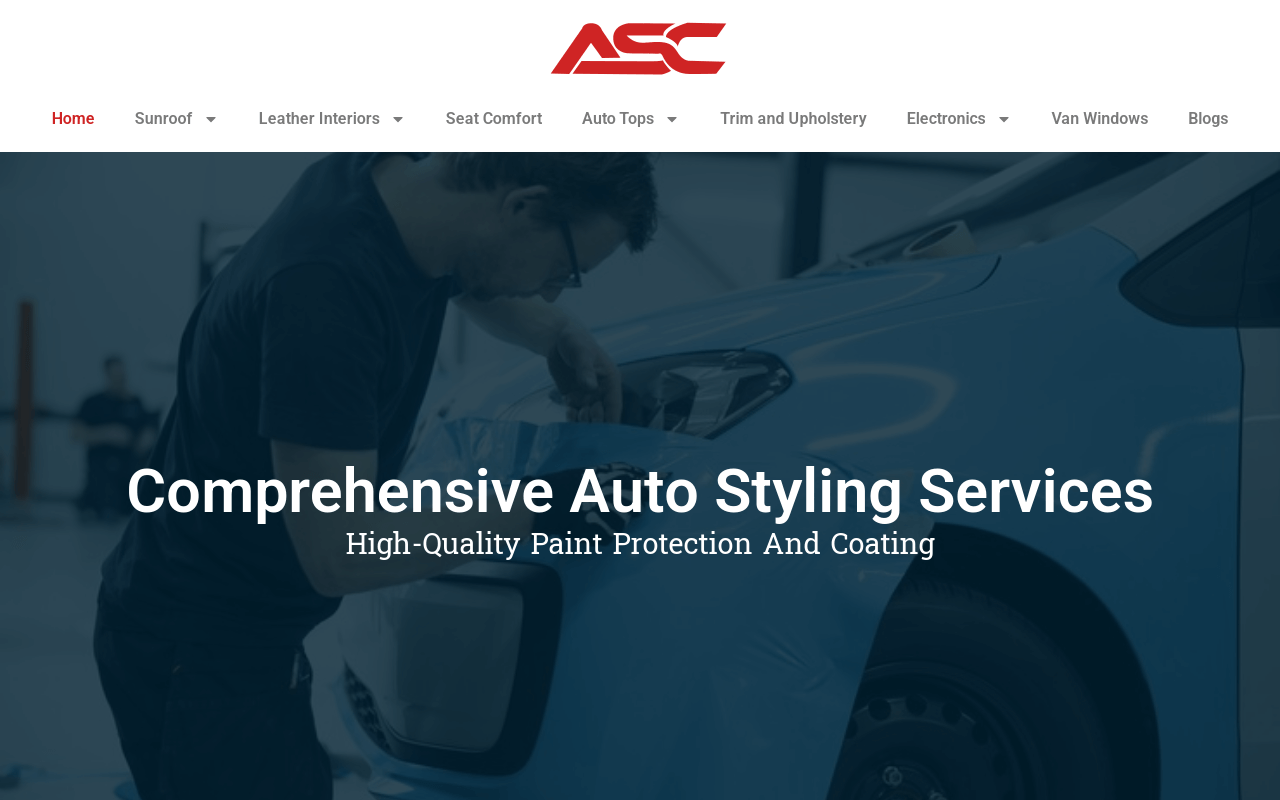 ASC
Home Sunroof Leather Interiors Seat Comfort Auto Tops Trim and Upholstery Electronics Van Windows Blogs
Comprehensive Auto Styling Services
High-Quality Paint Protection And Coating